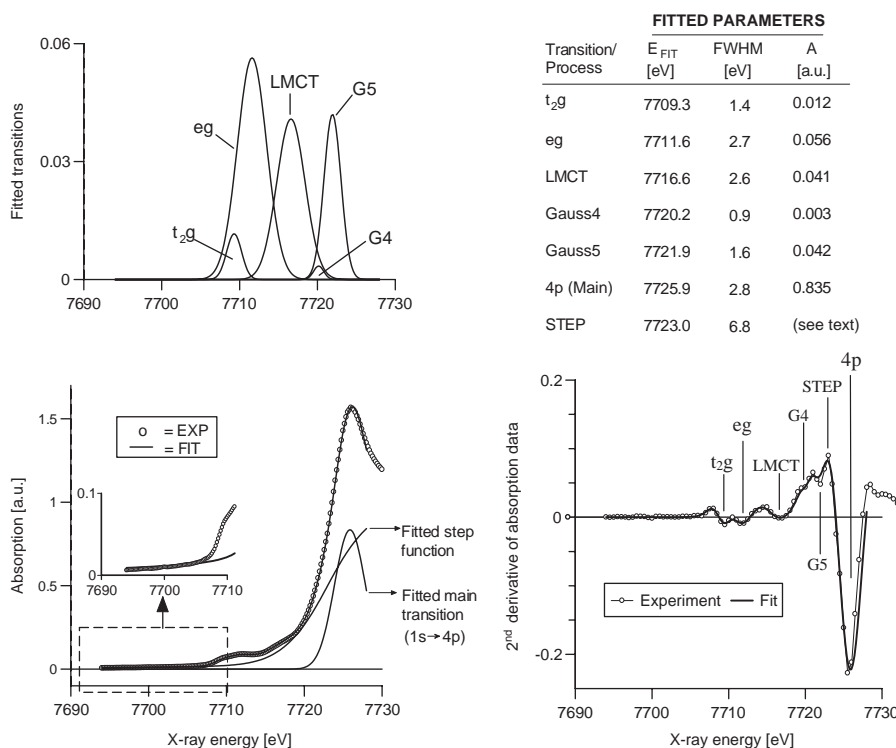 0.06
0.03
0
Fitted transitions
eg
LMCT
G5
t2g
G4
7690 7700 7710 7720 7730
FITTED PARAMETERS
Transition/ E FIT FWHM A
Process [eV] [eV] [a.u.]
t2g 7709.3 1.4 0.012
eg 7711.6 2.7 0.056
LMCT 7716.6 2.6 0.041
Gauss4 7720.2 0.9 0.003
Gauss5 7721.9 1.6 0.042
4p (Main) 7725.9 2.8 0.835
STEP 7723.0 6.8 (see text)
1.5
1
0.5
0
Absorption [a.u.]
o = EXP
— = FIT
0.1
0
7690 7700 7710
Fitted step
function
Fitted main
transition
(1s→4p)
7690 7700 7710 7720 7730
X-ray energy [eV]
0.2
0
-0.2
2nd derivative of absorption data
4p
STEP
G4
eg
t2g
LMCT
G5
Experiment Fit
7690 7700 7710 7720 7730
X-ray energy [eV]